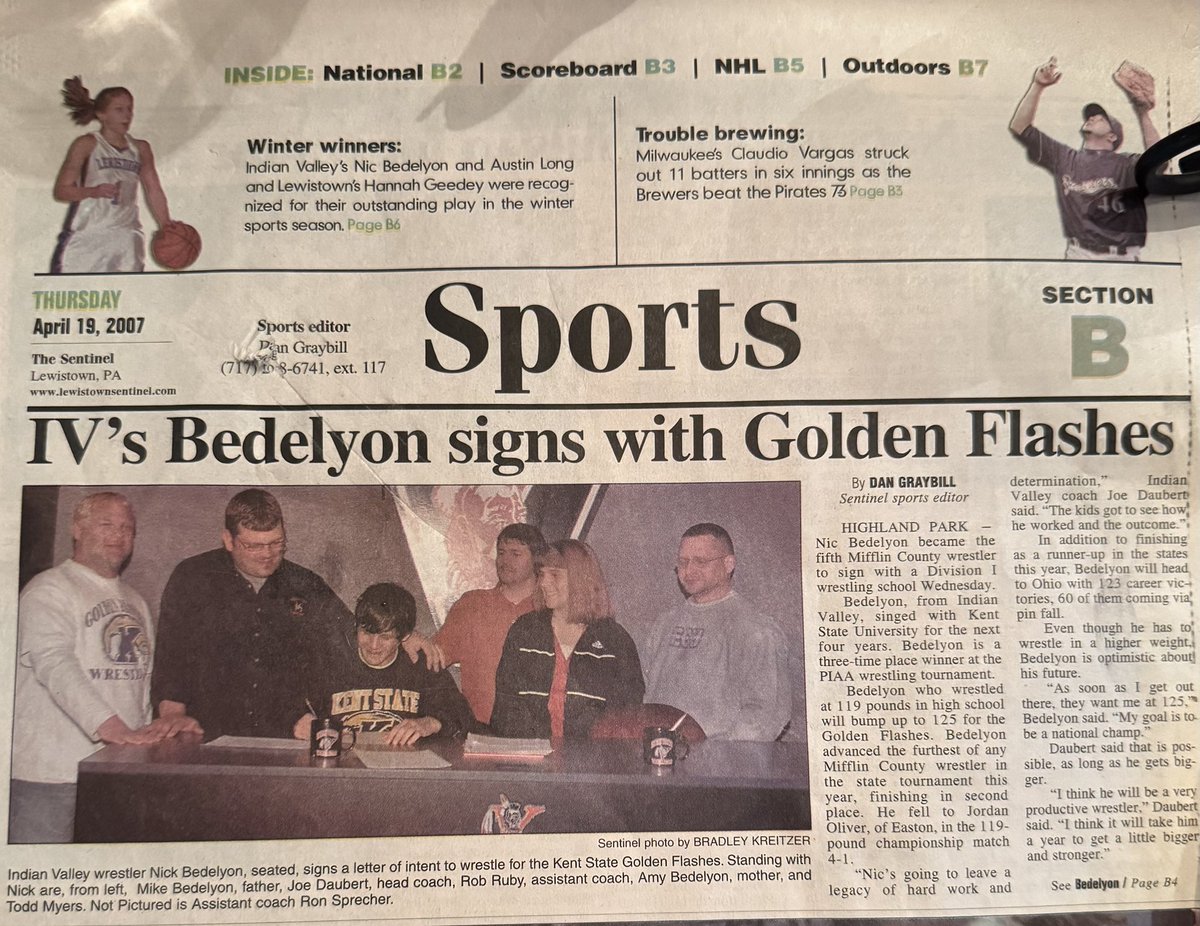 INSIDE: National B2 | Scoreboard B3 | NHL B5 | Outdoors B7
Winter winners:
Indian Valley's Nic Bedelyon and Austin Long
and Lewistown's Hannah Geedey were recog-
nized for their outstanding play in the winter
sports season. Page B6
Trouble brewing:
Milwaukee's Claudio Vargas struck
out 11 batters in six innings as the
Brewers beat the Pirates 73 Page B3
LEWISTOWN
Brewers
46
THURSDAY
April 19, 2007
The Sentinel
Lewistown, PA
www.lewistownsentinel.com
Sports editor
Graybill
8-6741, ext. 117
Sports
SECTION
B
IV's Bedelyon signs with Golden Flashes
K
KENT STATE
Sentinel photo by BRADLEY KREITZER
Indian Valley wrestler Nick Bedelyon, seated, signs a letter of intent to wrestle for the Kent State Golden Flashes. Standing with
Nick are, from left, Mike Bedelyon, father, Joe Daubert, head coach, Rob Ruby, assistant coach, Amy Bedelyon, mother, and
Todd Myers. Not Pictured is Assistant coach Ron Sprecher.
By DAN GRAYBILL
Sentinel sports editor
HIGHLAND PARK —
Nic Bedelyon became the
fifth Mifflin County wrestler
to sign with a Division I
wrestling school Wednesday.
Bedelyon, from Indian
Valley, singed with Kent
State University for the next
four years. Bedelyon is a
three-time place winner at the
PIAA wrestling tournament.
Bedelyon who wrestled
at 119 pounds in high school
will bump up to 125 for the
Golden Flashes. Bedelyon
advanced the furthest of any
Mifflin County wrestler in
the state tournament this
year, finishing in second
place. He fell to Jordan
Oliver, of Easton, in the 119-
pound championship match
4-1.
"Nic's going to leave a
legacy of hard work and
determination," Indian
Valley coach Joe Daubert
said. "The kids got to see how
he worked and the outcome."
In addition to finishing
as a runner-up in the states
this year, Bedelyon will head
to Ohio with 123 career vic-
tories, 60 of them coming via
pin fall.
Even though he has to
wrestle in a higher weight,
Bedelyon is optimistic about
his future.
"As soon as I get out
there, they want me at 125,"
Bedelyon said. "My goal is to
be a national champ."
Daubert said that is pos-
sible, as long as he gets big-
ger.
"I think he will be a very
productive wrestler," Daubert
said. "I think it will take him
a year to get a little bigger
and stronger."
See Bedelyon / Page B4